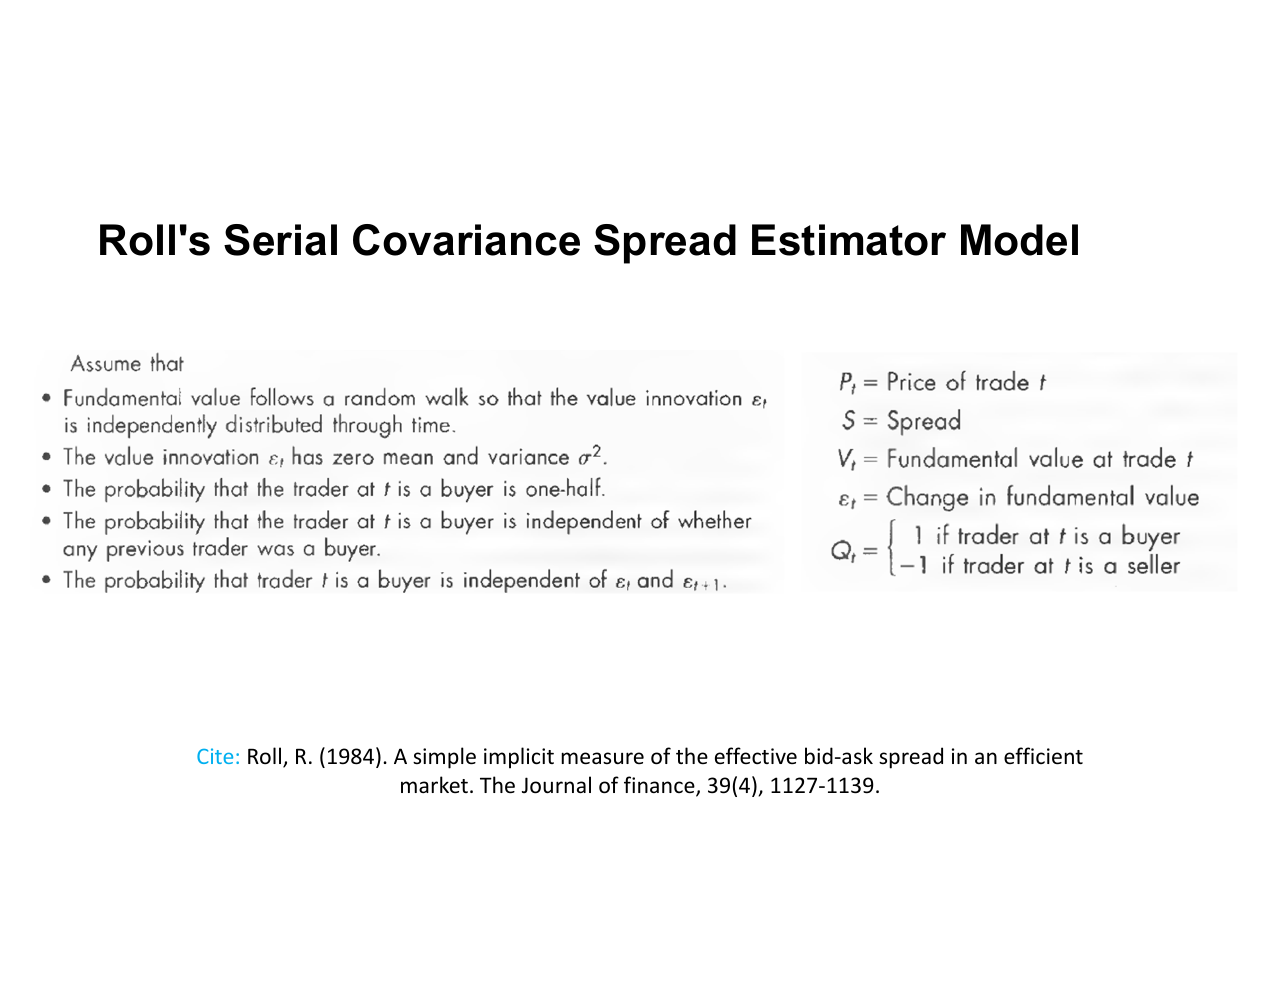 Roll's Serial Covariance Spread Estimator Model
Assume that
• Fundamental value follows a random walk so that the value innovation εₜ
is independently distributed through time.
• The value innovation εₜ has zero mean and variance σ².
• The probability that the trader at t is a buyer is one-half.
• The probability that the trader at t is a buyer is independent of whether
any previous trader was a buyer.
• The probability that trader t is a buyer is independent of εₜ and εₜ₊₁.
Pₜ = Price of trade t
S = Spread
Vₜ = Fundamental value at trade t
εₜ = Change in fundamental value
Qₜ = { 1 if trader at t is a buyer
−1 if trader at t is a seller
Cite: Roll, R. (1984). A simple implicit measure of the effective bid-ask spread in an efficient
market. The Journal of finance, 39(4), 1127-1139.